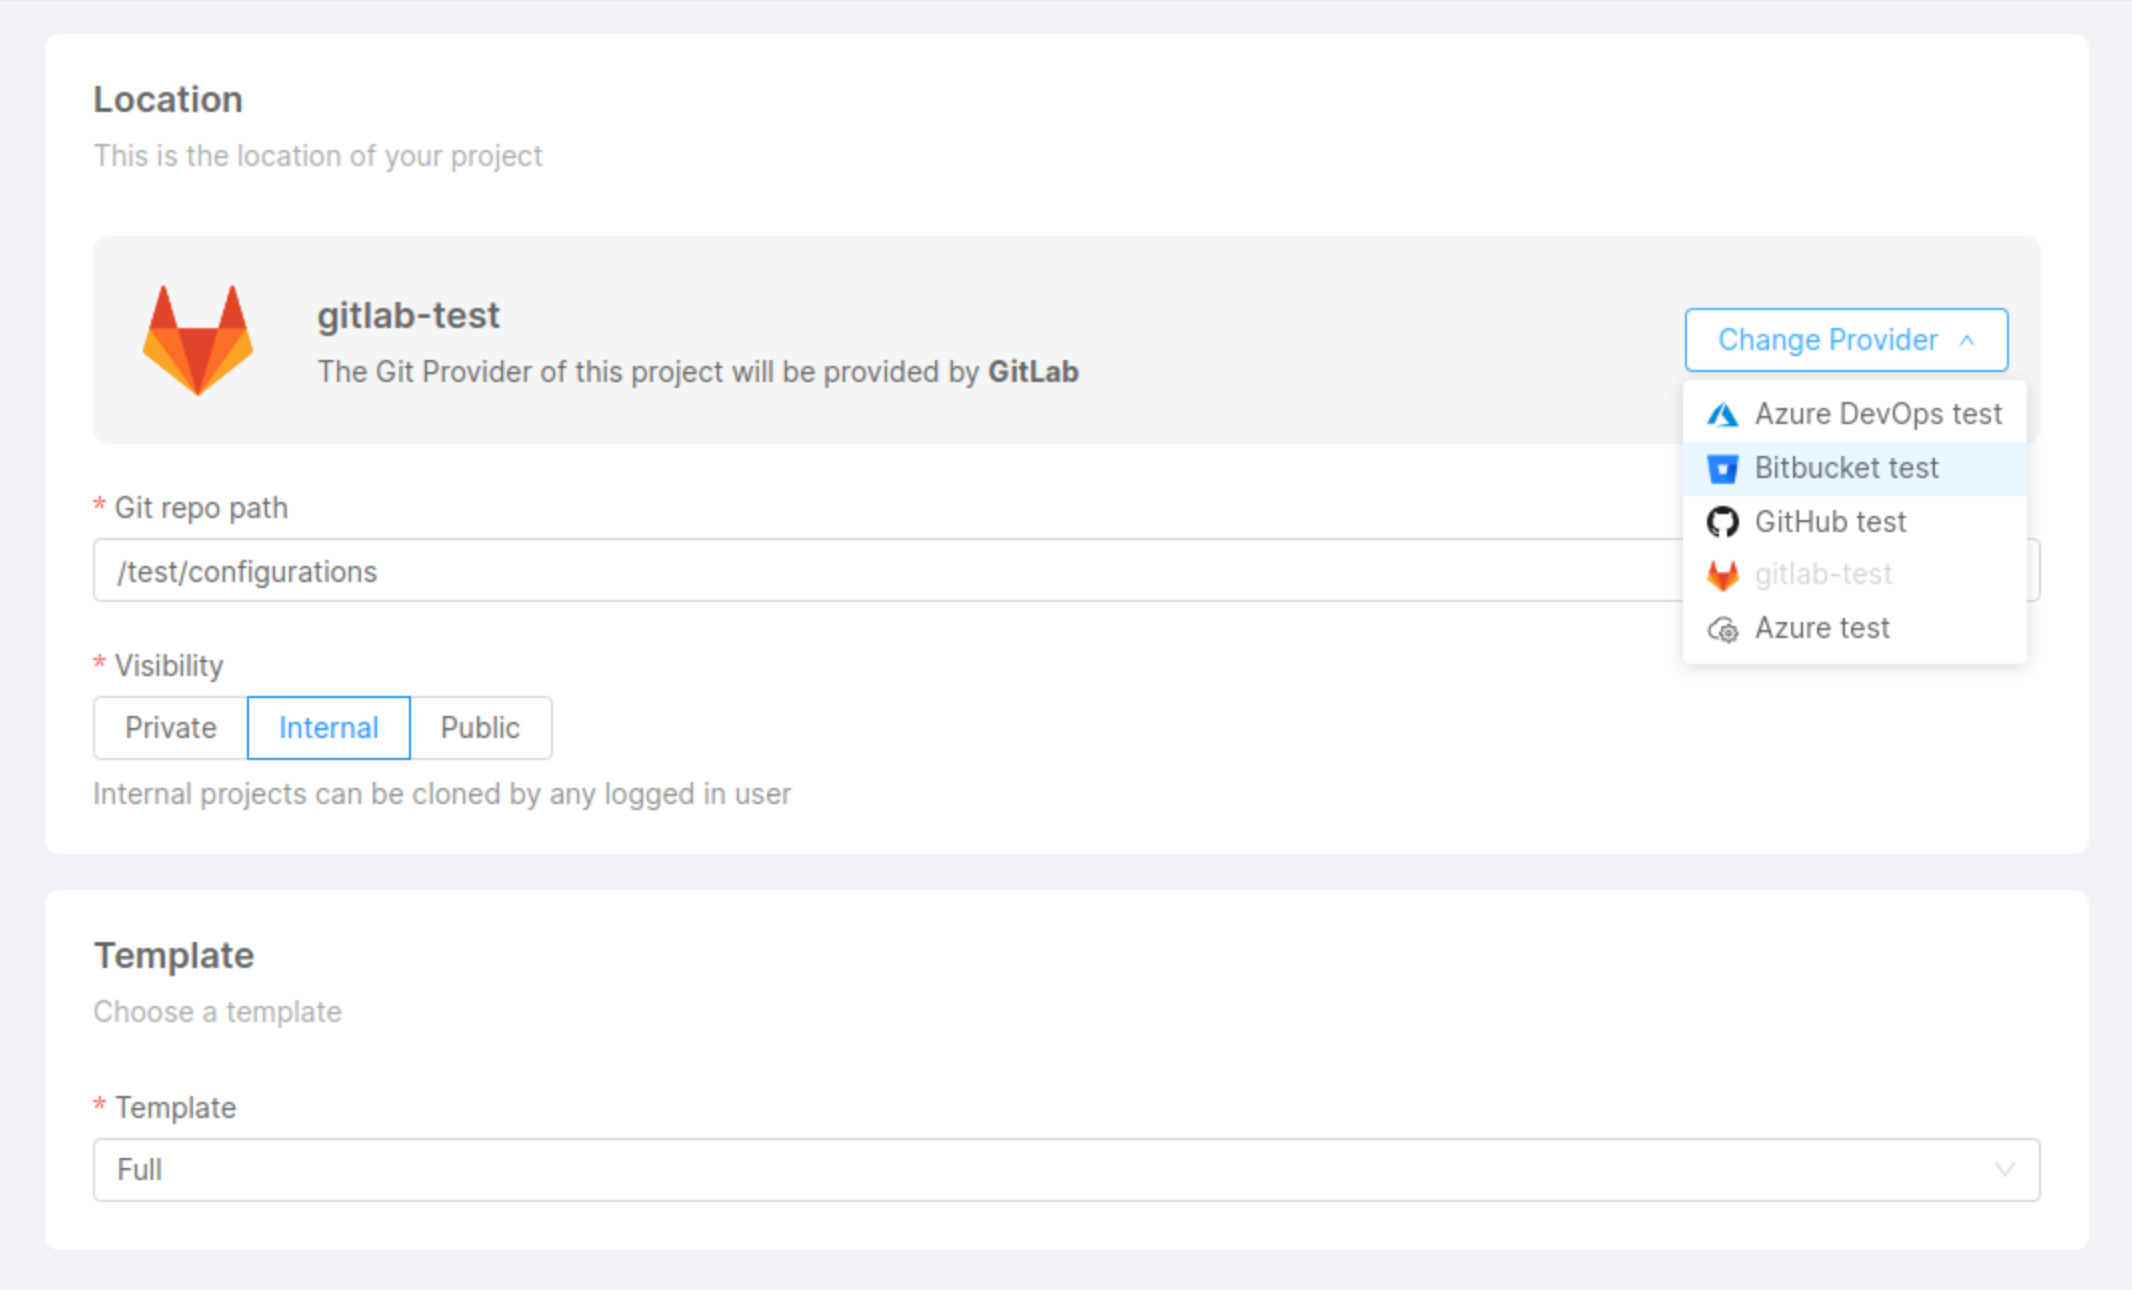 Location
This is the location of your project
gitlab-test
The Git Provider of this project will be provided by GitLab
Change Provider
Azure DevOps test
Bitbucket test
GitHub test
gitlab-test
Azure test
* Git repo path
/test/configurations
* Visibility
Private Internal Public
Internal projects can be cloned by any logged in user
Template
Choose a template
* Template
Full